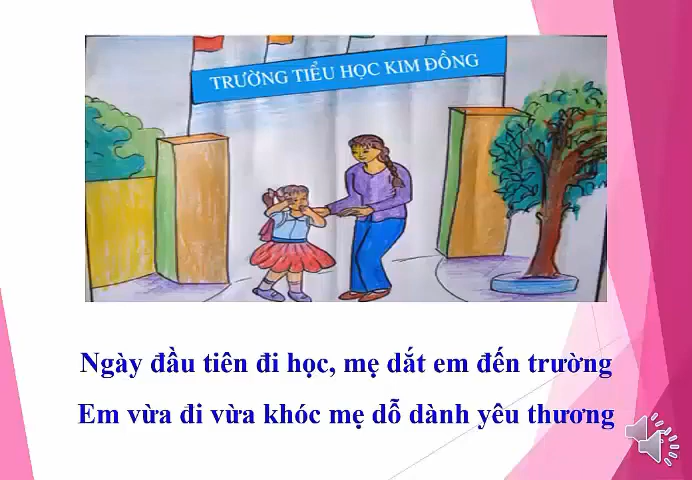 TRƯỜNG TIỂU HỌC KIM ĐỒNG
Ngày đầu tiên đi học, mẹ dắt em đến trường
Em vừa đi vừa khóc mẹ dỗ dành yêu thương